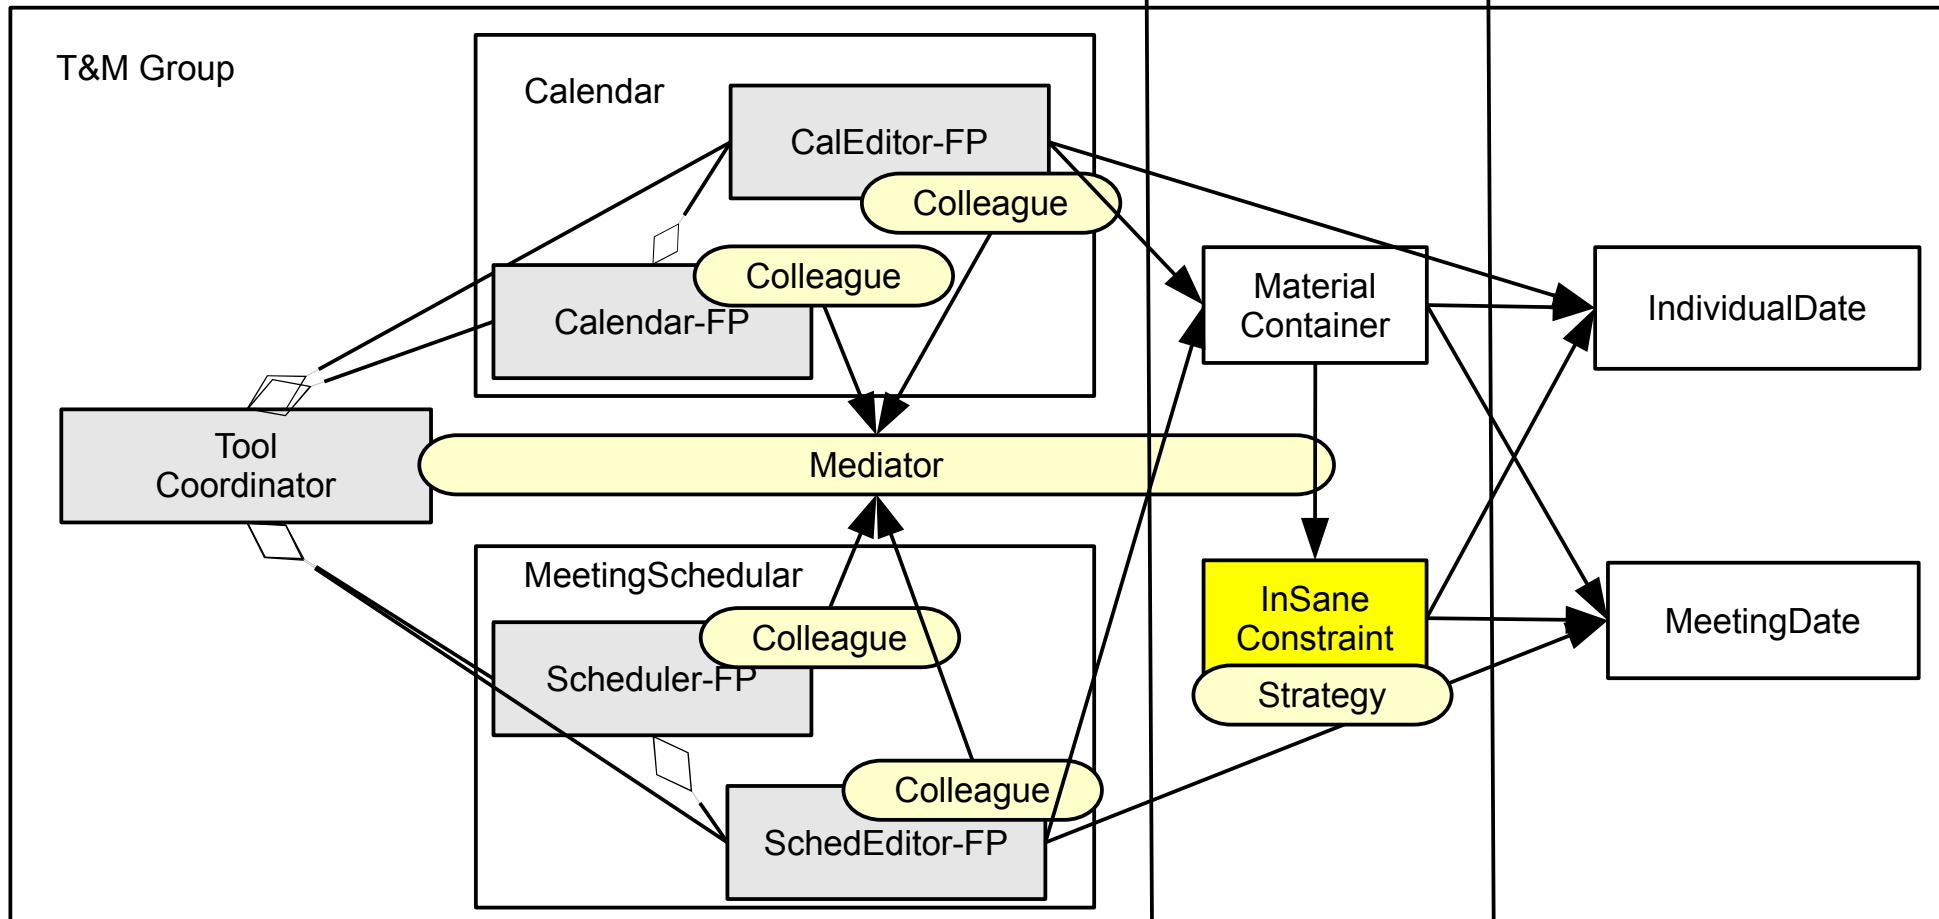 T&M Group
Calendar
CalEditor-FP
Colleague
Colleague
Calendar-FP
Material
Container
IndividualDate
Tool
Coordinator
Mediator
MeetingSchedular
Colleague
Scheduler-FP
InSane
Constraint
Strategy
MeetingDate
Colleague
SchedEditor-FP